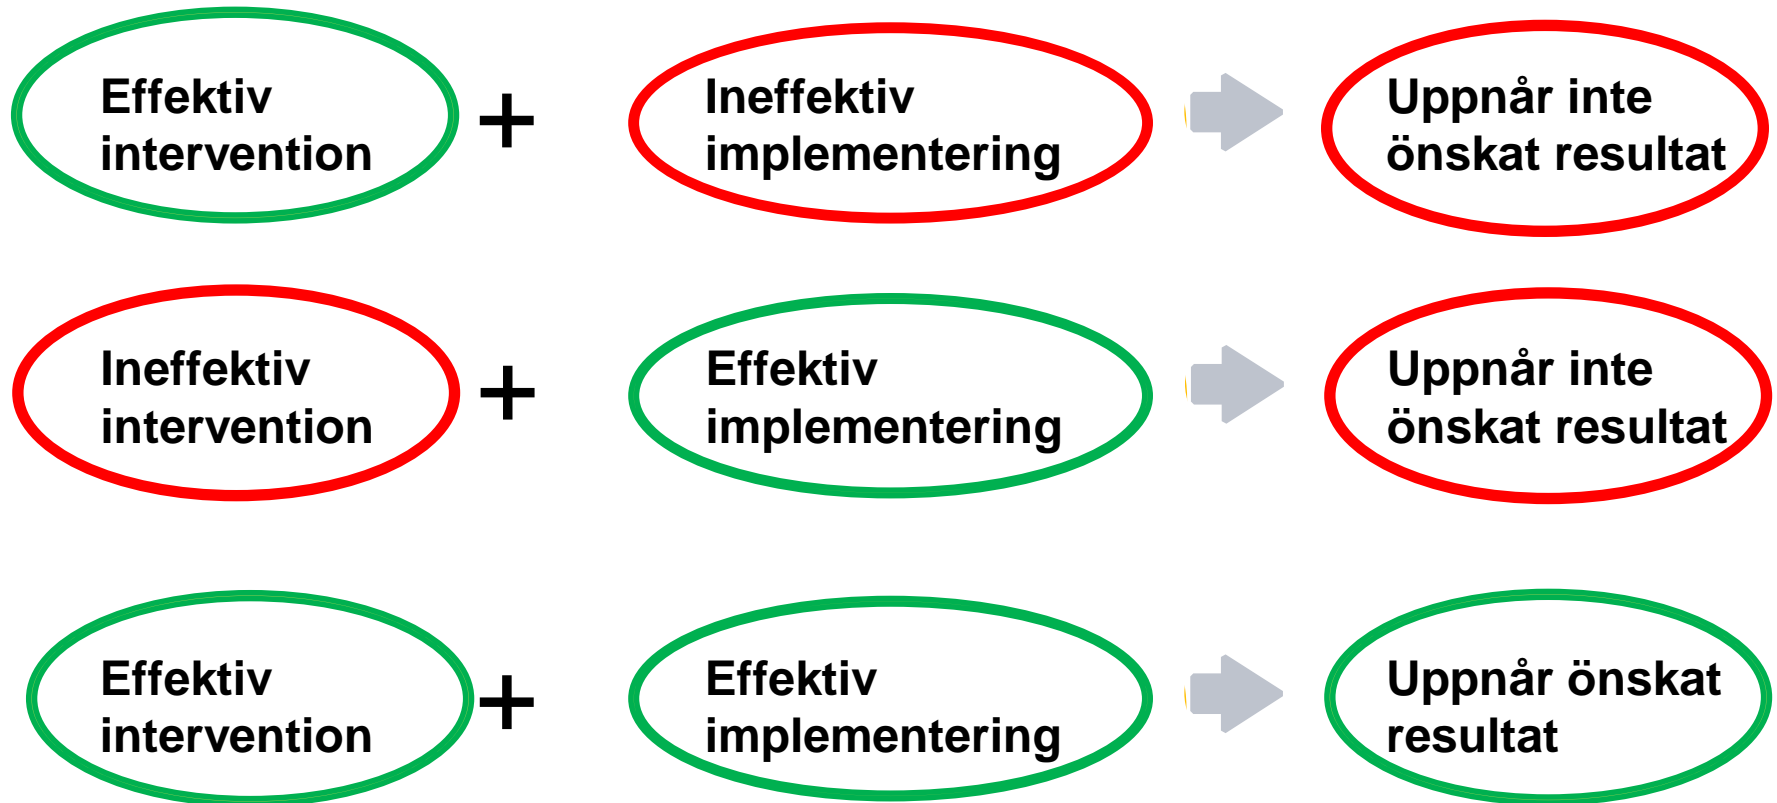 Effektiv
intervention
+
Ineffektiv
implementering
Uppnår inte
önskat resultat
Ineffektiv
intervention
+
Effektiv
implementering
Uppnår inte
önskat resultat
Effektiv
intervention
+
Effektiv
implementering
Uppnår önskat
resultat